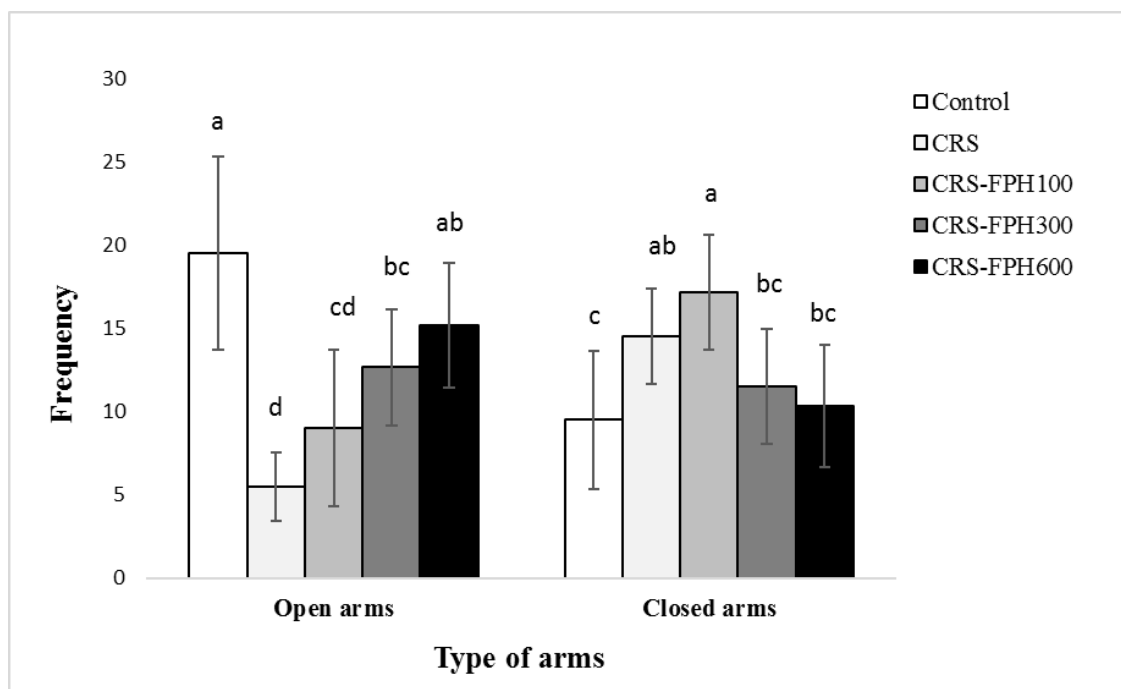 30
25
20
15
10
5
0
Frequency
a
d
cd
bc
ab
c
ab
a
bc
bc
Open arms
Closed arms
Type of arms
Control
CRS
CRS-FPH100
CRS-FPH300
CRS-FPH600